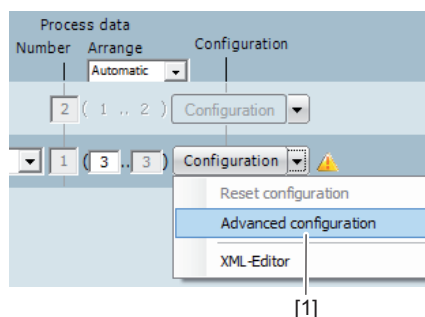 Process data
Number Arrange Configuration
Automatic
2 ( 1 .. 2 ) Configuration
1 ( 3 .. 3 ) Configuration
Reset configuration
Advanced configuration
XML-Editor
[1]